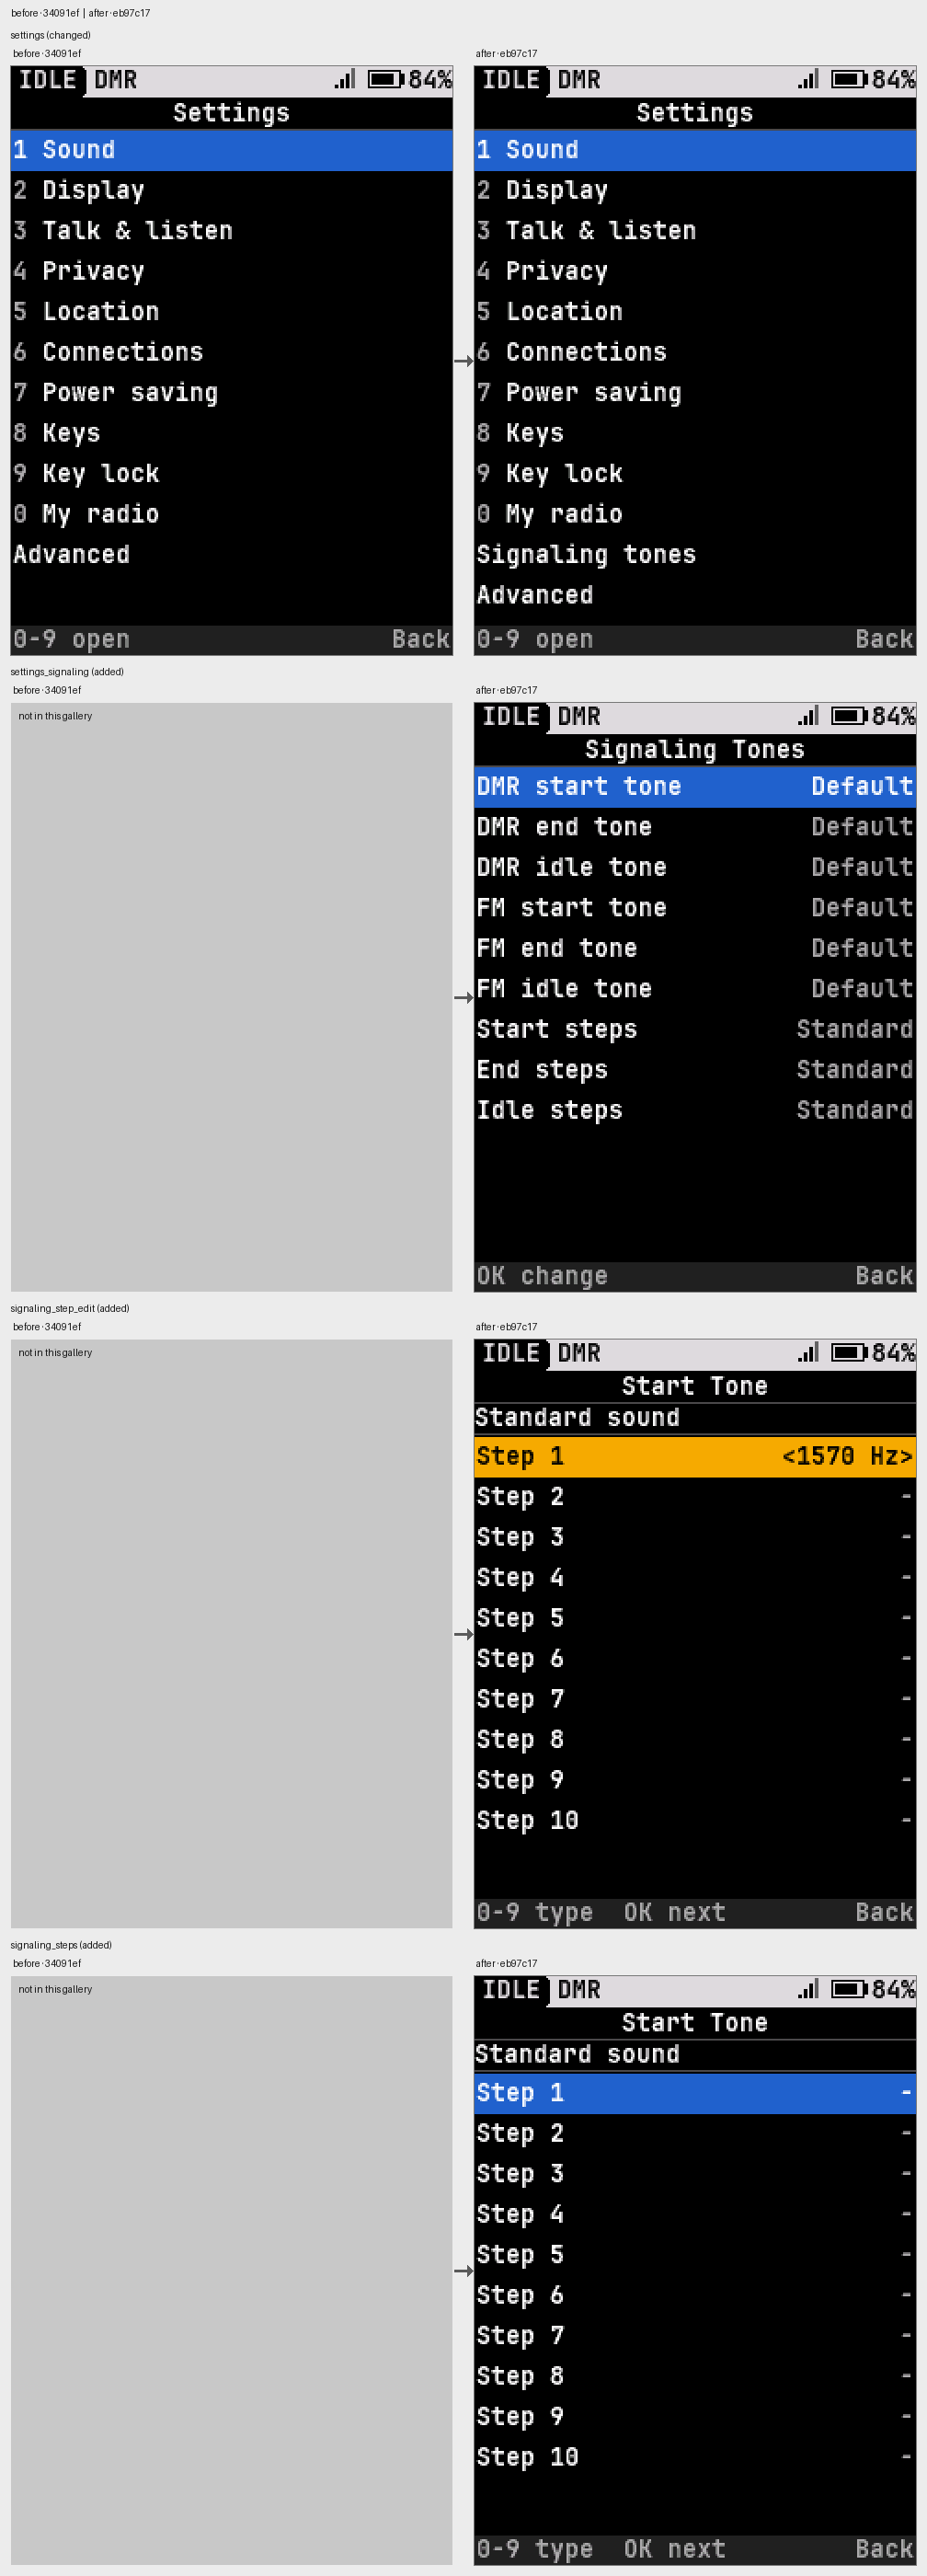 before · 34091ef | after · eb97c17
settings (changed)
before · 34091ef
IDLE DMR 84%
Settings
1 Sound
2 Display
3 Talk & listen
4 Privacy
5 Location
6 Connections
7 Power saving
8 Keys
9 Key lock
0 My radio
Advanced
0-9 open Back
after · eb97c17
IDLE DMR 84%
Settings
1 Sound
2 Display
3 Talk & listen
4 Privacy
5 Location
6 Connections
7 Power saving
8 Keys
9 Key lock
0 My radio
Signaling tones
Advanced
0-9 open Back
settings_signaling (added)
before · 34091ef
not in this gallery
after · eb97c17
IDLE DMR 84%
Signaling Tones
DMR start tone Default
DMR end tone Default
DMR idle tone Default
FM start tone Default
FM end tone Default
FM idle tone Default
Start steps Standard
End steps Standard
Idle steps Standard
OK change Back
signaling_step_edit (added)
before · 34091ef
not in this gallery
after · eb97c17
IDLE DMR 84%
Start Tone
Standard sound
Step 1 <1570 Hz>
Step 2 -
Step 3 -
Step 4 -
Step 5 -
Step 6 -
Step 7 -
Step 8 -
Step 9 -
Step 10 -
0-9 type OK next Back
signaling_steps (added)
before · 34091ef
not in this gallery
after · eb97c17
IDLE DMR 84%
Start Tone
Standard sound
Step 1 -
Step 2 -
Step 3 -
Step 4 -
Step 5 -
Step 6 -
Step 7 -
Step 8 -
Step 9 -
Step 10 -
0-9 type OK next Back